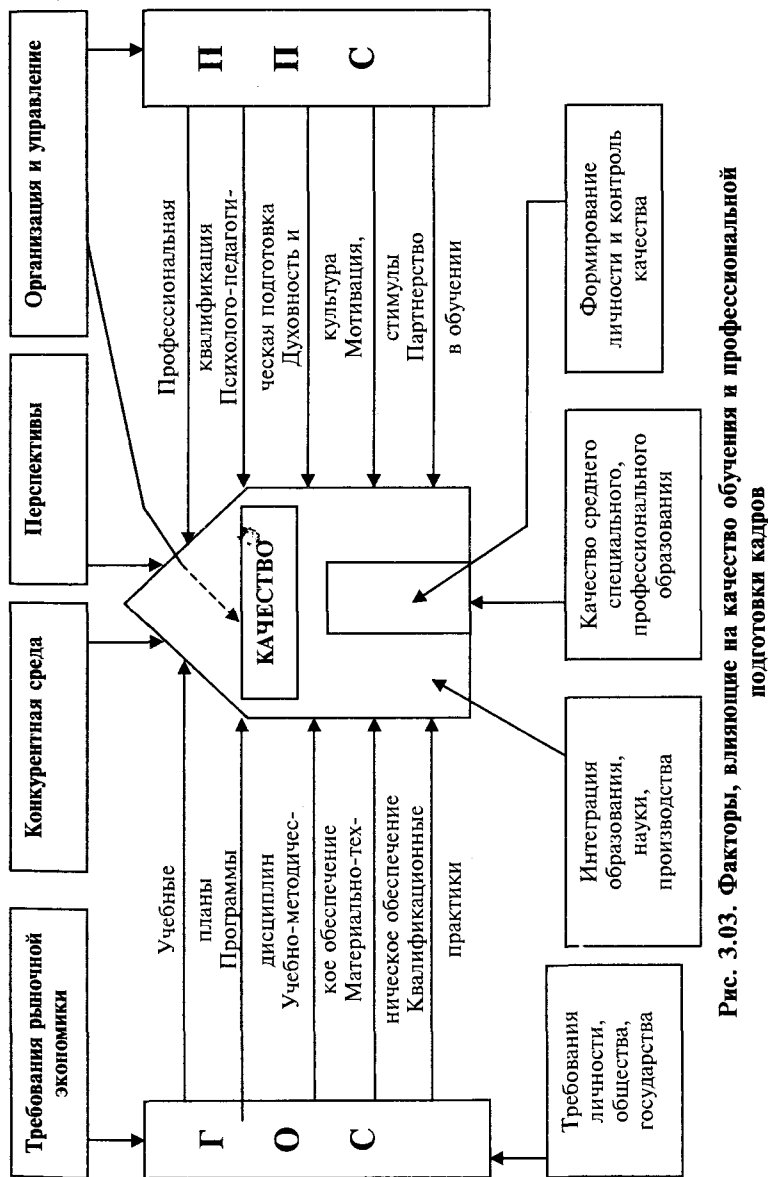 Требования рыночной
экономики
Конкурентная среда
Перспективы
Организация и управление
Г
О
С
Учебные
планы
Программы
дисциплин
Учебно-методичес-
кое обеспечение
Материально-тех-
ническое обеспечение
Квалификационные
практики
КАЧЕСТВО
Профессиональная
квалификация
Психолого-педагоги-
ческая подготовка
Духовность и
культура
Мотивация,
стимулы
Партнерство
в обучении
П
П
С
Требования
личности,
общества,
государства
Интеграция
образования,
науки,
производства
Качество среднего
специального,
профессионального
образования
Формирование
личности и контроль
качества
Рис. 3.03. Факторы, влияющие на качество обучения и профессиональной
подготовки кадров